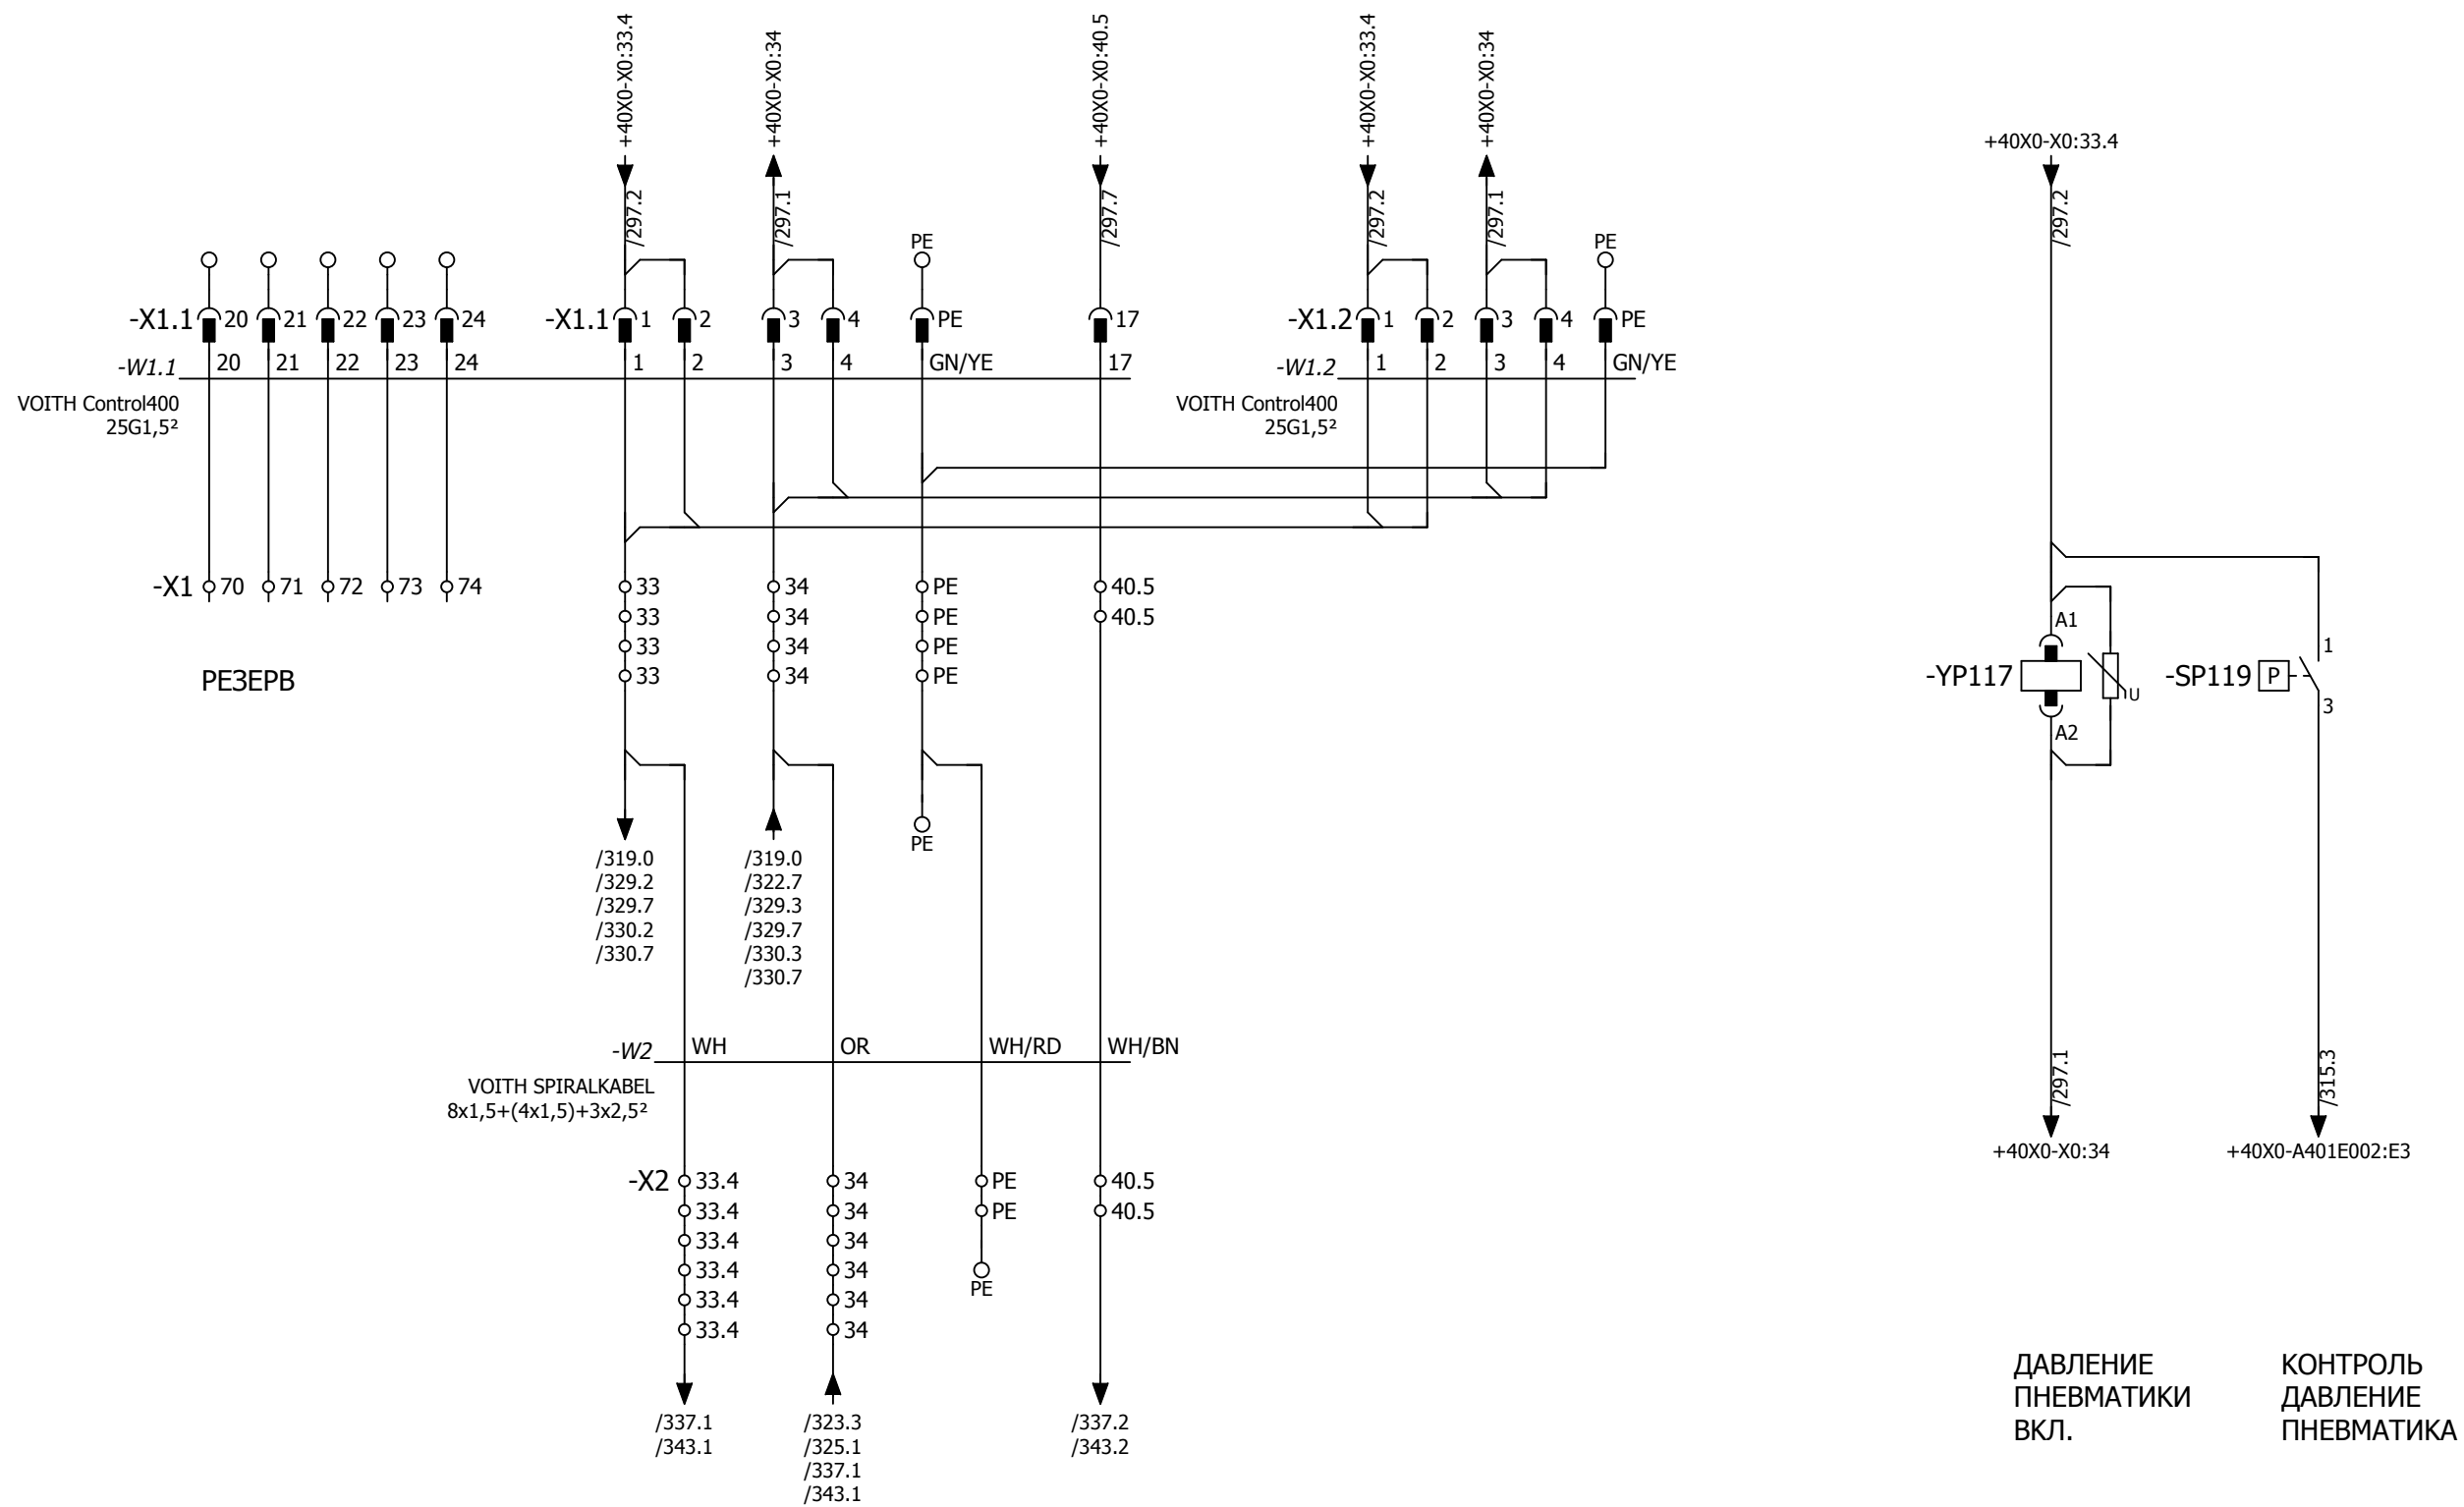 +40X0-X0:33.4
+40X0-X0:34
+40X0-X0:40.5
+40X0-X0:33.4
+40X0-X0:34
+40X0-X0:33.4
/297.2
/297.1
/297.7
/297.2
/297.1
/297.2
PE
PE
-X1.1 20 21 22 23 24
-X1.1 1 2 3 4 PE 17
-X1.2 1 2 3 4 PE
-W1.1 20 21 22 23 24 1 2 3 4 GN/YE 17
-W1.2 1 2 3 4 GN/YE
VOITH Control400
25G1,5²
VOITH Control400
25G1,5²
-X1 70 71 72 73 74
33 34 PE 40.5
33 34 PE 40.5
33 34 PE
33 34 PE
РЕЗЕРВ
A1
-YP117
U
A2
-SP119 P
1
3
PE
/319.0
/329.2
/329.7
/330.2
/330.7
/319.0
/322.7
/329.3
/329.7
/330.3
/330.7
-W2 WH OR WH/RD WH/BN
VOITH SPIRALKABEL
8x1,5+(4x1,5)+3x2,5²
/297.1
/315.3
+40X0-X0:34
+40X0-A401E002:E3
-X2 33.4 34 PE 40.5
33.4 34 PE 40.5
33.4 34
33.4 34
PE
33.4 34
33.4 34
/337.1
/343.1
/323.3
/325.1
/337.1
/343.1
/337.2
/343.2
ДАВЛЕНИЕ
ПНЕВМАТИКИ
ВКЛ.
КОНТРОЛЬ
ДАВЛЕНИЕ
ПНЕВМАТИКА